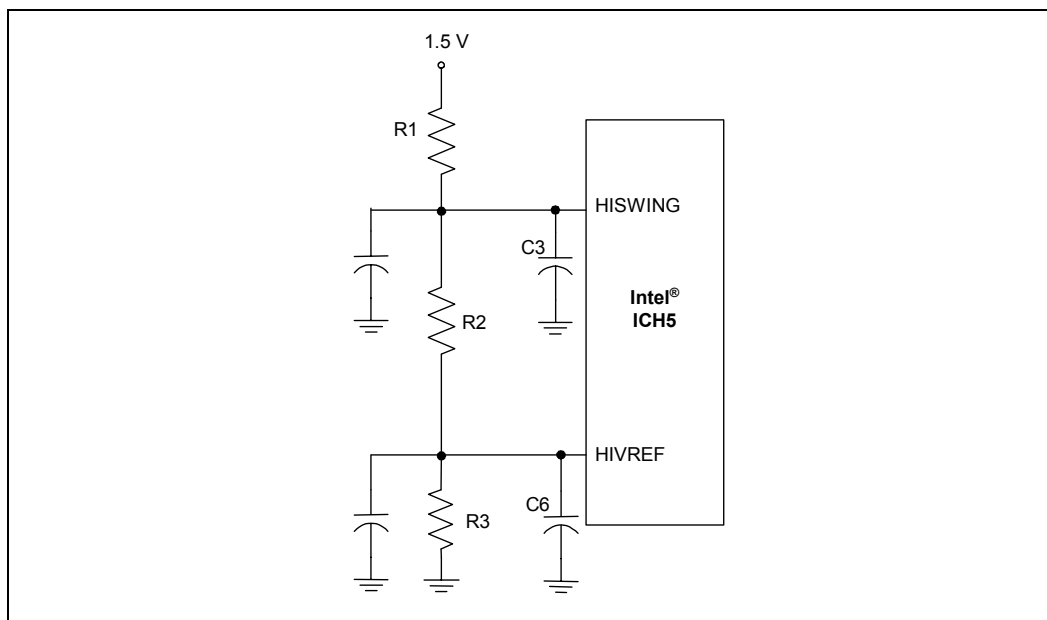 1.5 V
R1
HISWING
C3
Intel®
ICH5
R2
HIVREF
C6
R3